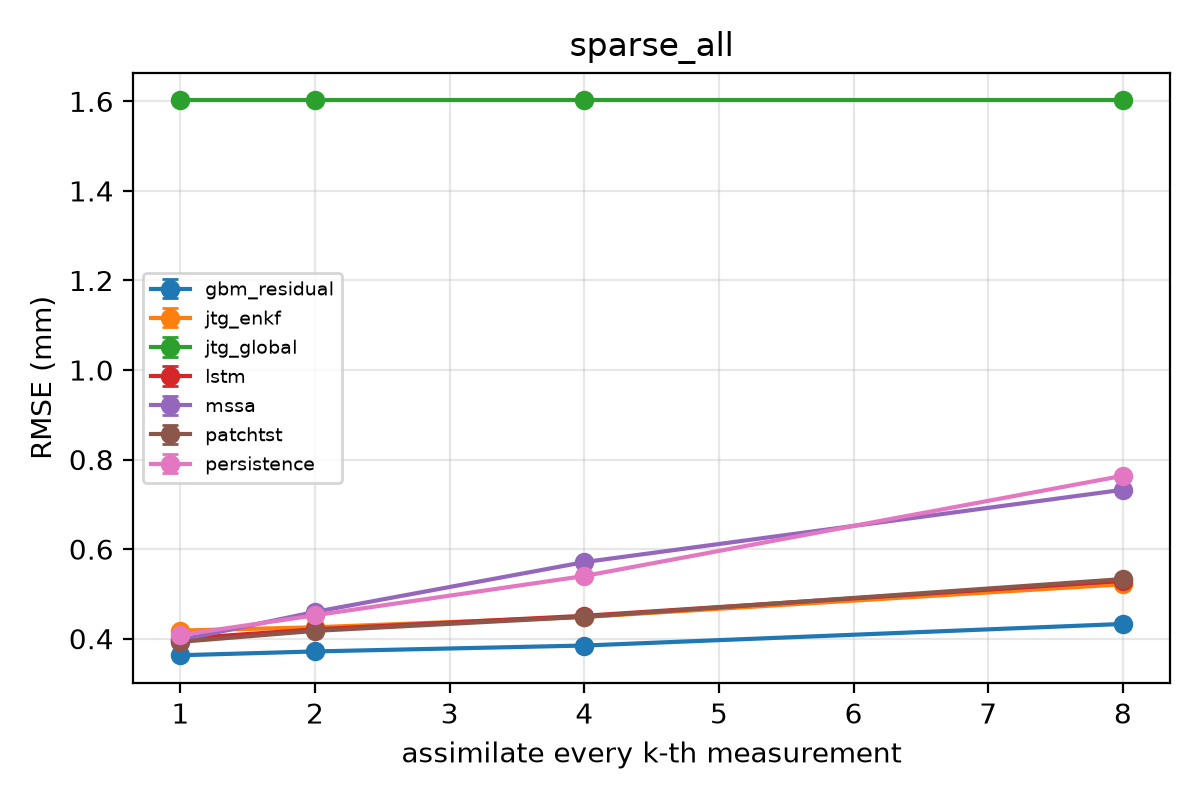 sparse_all
1.6
1.4
1.2
1.0
0.8
0.6
0.4
RMSE (mm)
gbm_residual
jtg_enkf
jtg_global
lstm
mssa
patchtst
persistence
1 2 3 4 5 6 7 8
assimilate every k-th measurement